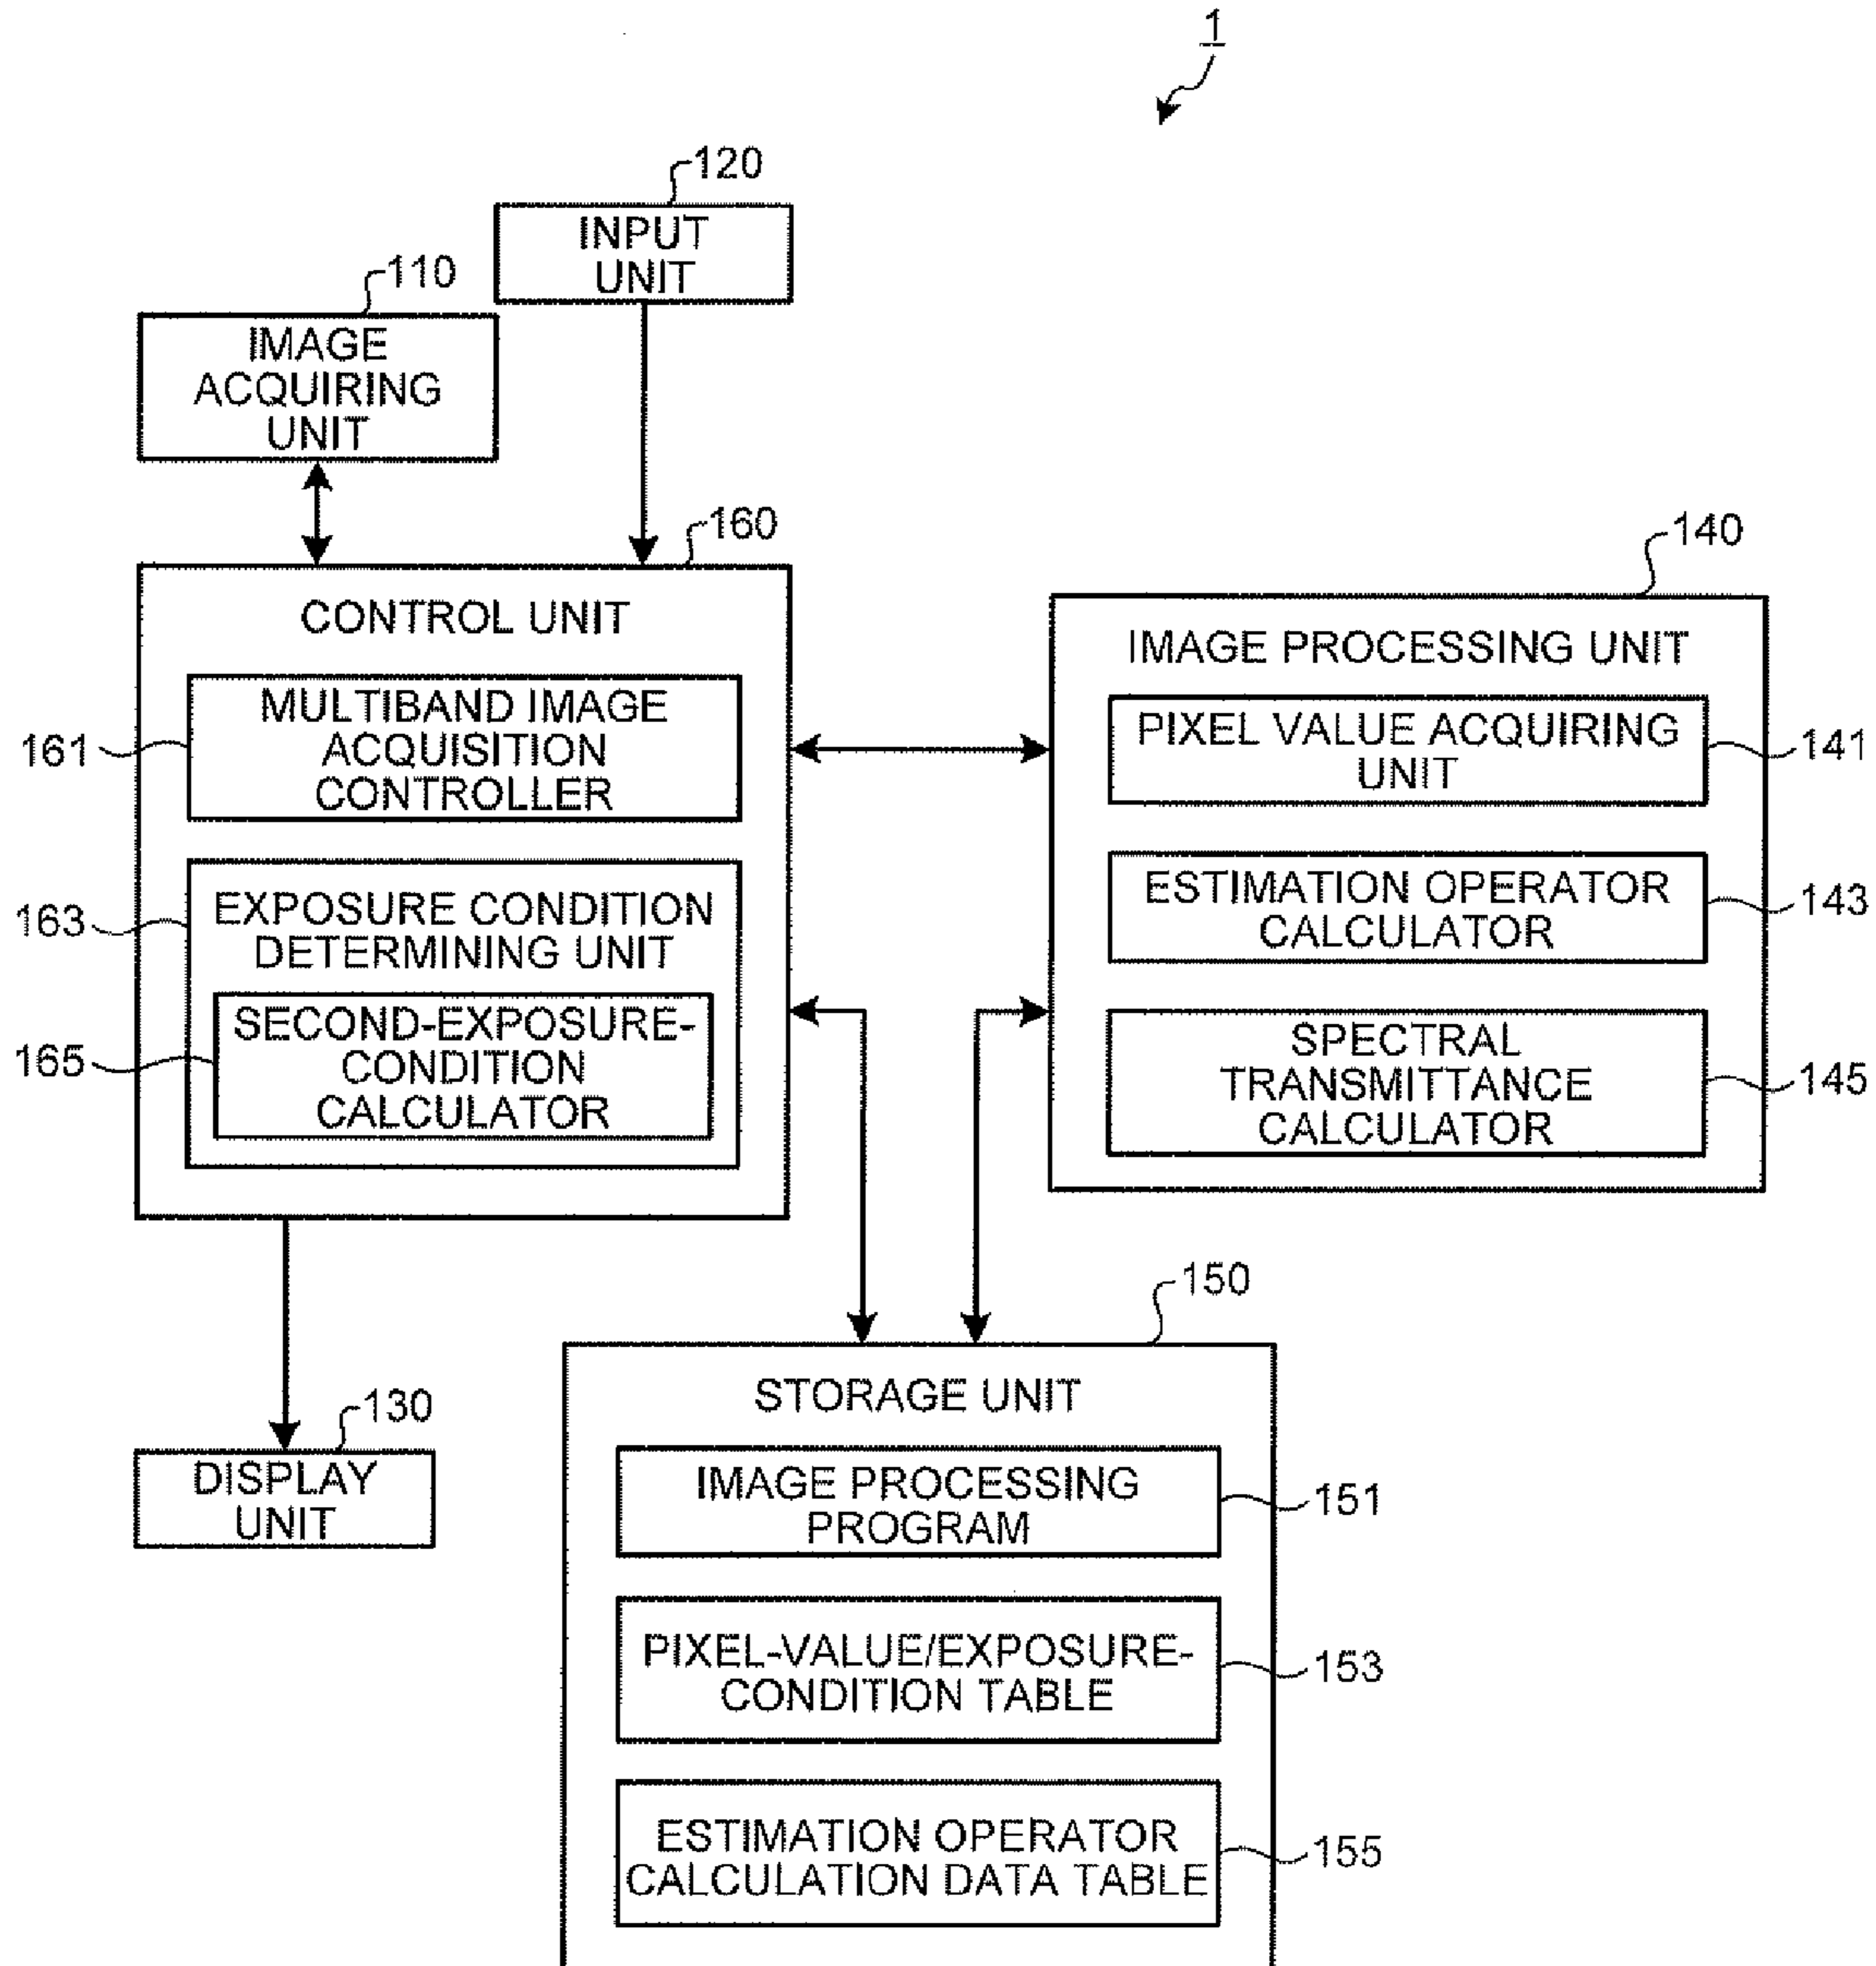 1
120
INPUT
UNIT
110
IMAGE
ACQUIRING
UNIT
160
CONTROL UNIT
161
MULTIBAND IMAGE
ACQUISITION
CONTROLLER
163
EXPOSURE CONDITION
DETERMINING UNIT
165
SECOND-EXPOSURE-
CONDITION
CALCULATOR
140
IMAGE PROCESSING UNIT
PIXEL VALUE ACQUIRING
UNIT
141
ESTIMATION OPERATOR
CALCULATOR
143
SPECTRAL
TRANSMITTANCE
CALCULATOR
145
130
DISPLAY
UNIT
150
STORAGE UNIT
IMAGE PROCESSING
PROGRAM
151
PIXEL-VALUE/EXPOSURE-
CONDITION TABLE
153
ESTIMATION OPERATOR
CALCULATION DATA TABLE
155